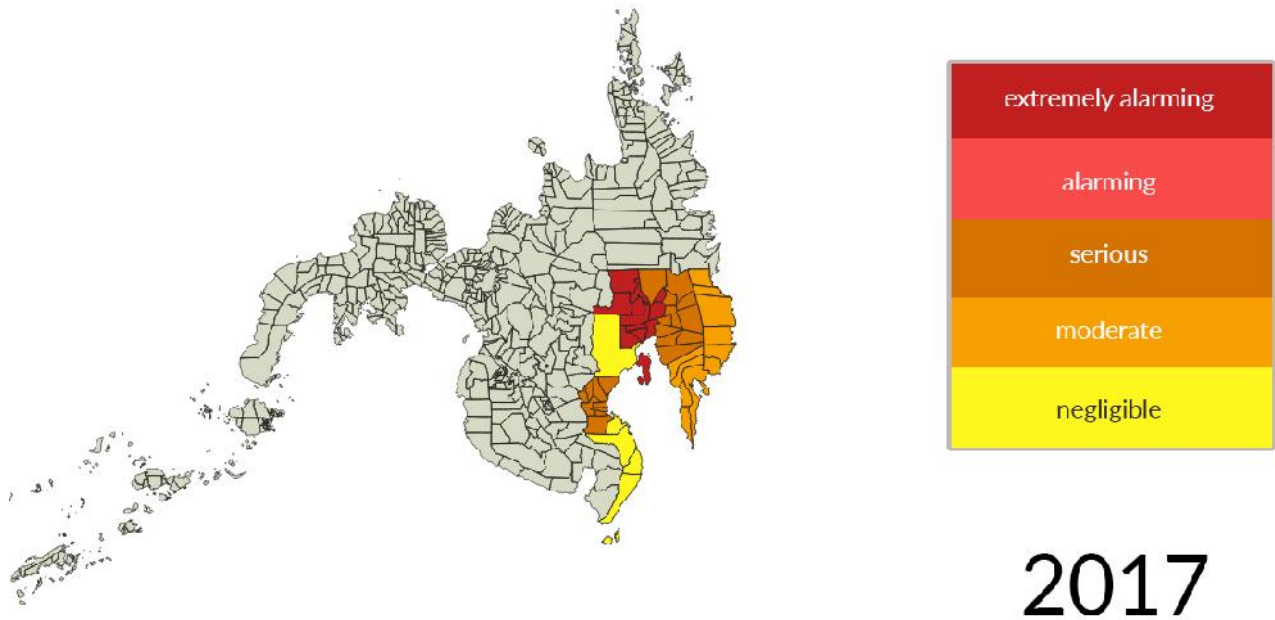 extremely alarming
alarming
serious
moderate
negligible
2017